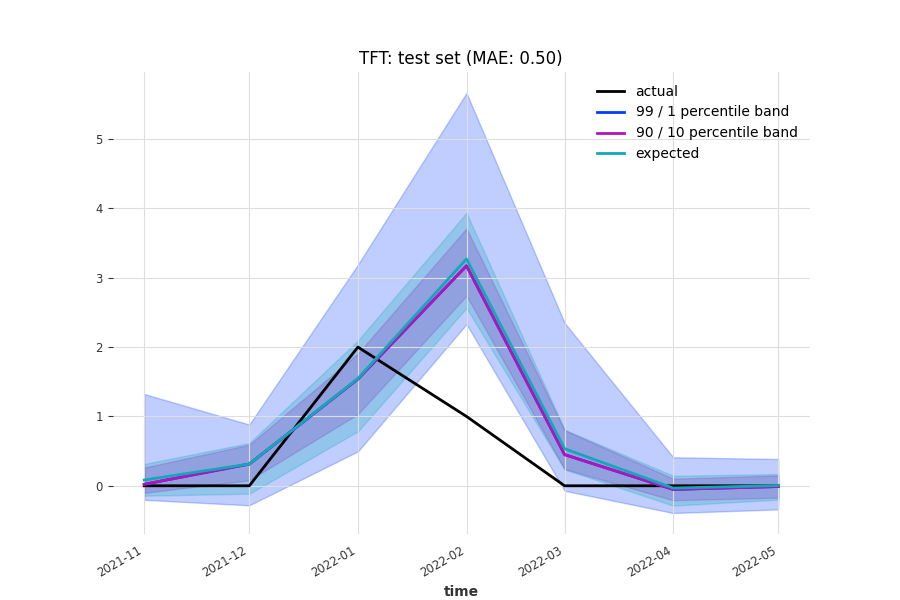 TFT: test set (MAE: 0.50)
actual
99 / 1 percentile band
90 / 10 percentile band
expected
5
4
3
2
1
0
2021-11
2021-12
2022-01
2022-02
2022-03
2022-04
2022-05
time